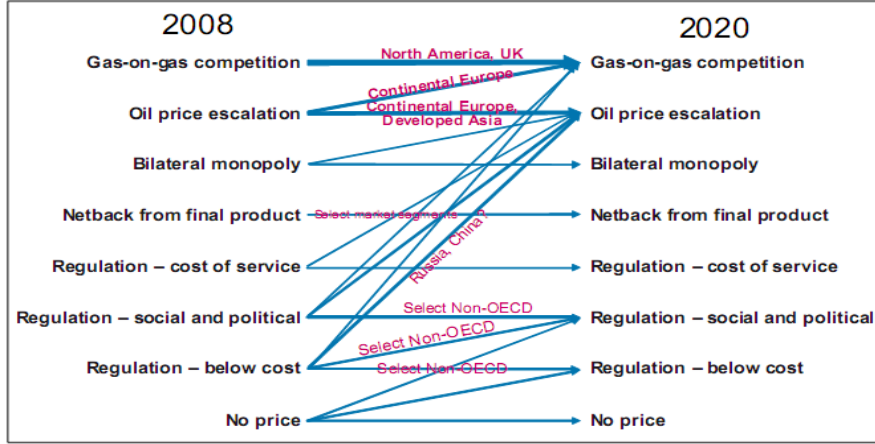 2008
2020
Gas-on-gas competition
North America, UK
Gas-on-gas competition
Continental Europe
Oil price escalation
Continental Europe,
Developed Asia
Oil price escalation
Bilateral monopoly
Bilateral monopoly
Netback from final product
Select market segments
Netback from final product
Russia, China?
Regulation – cost of service
Regulation – cost of service
Regulation – social and political
Select Non-OECD
Regulation – social and political
Select Non-OECD
Regulation – below cost
Select Non-OECD
Regulation – below cost
No price
No price